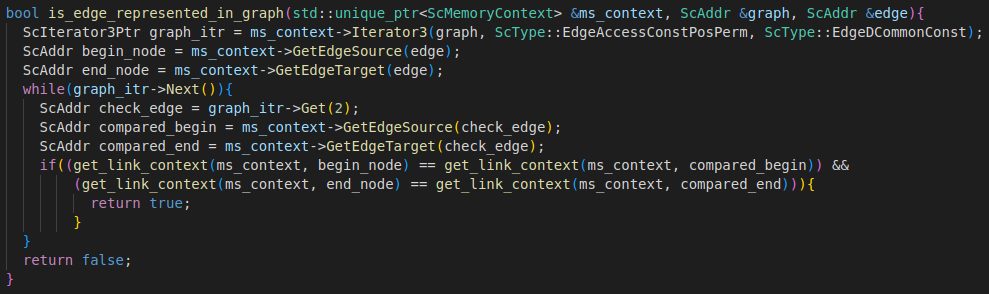 bool is_edge_represented_in_graph(std::unique_ptr<ScMemoryContext> &ms_context, ScAddr &graph, ScAddr &edge){
  ScIterator3Ptr graph_itr = ms_context->Iterator3(graph, ScType::EdgeAccessConstPosPerm, ScType::EdgeDCommonConst);
  ScAddr begin_node = ms_context->GetEdgeSource(edge);
  ScAddr end_node = ms_context->GetEdgeTarget(edge);
  while(graph_itr->Next()){
    ScAddr check_edge = graph_itr->Get(2);
    ScAddr compared_begin = ms_context->GetEdgeSource(check_edge);
    ScAddr compared_end = ms_context->GetEdgeTarget(check_edge);
    if((get_link_context(ms_context, begin_node) == get_link_context(ms_context, compared_begin)) &&
        (get_link_context(ms_context, end_node) == get_link_context(ms_context, compared_end))){
          return true;
        }
  }
  return false;
}